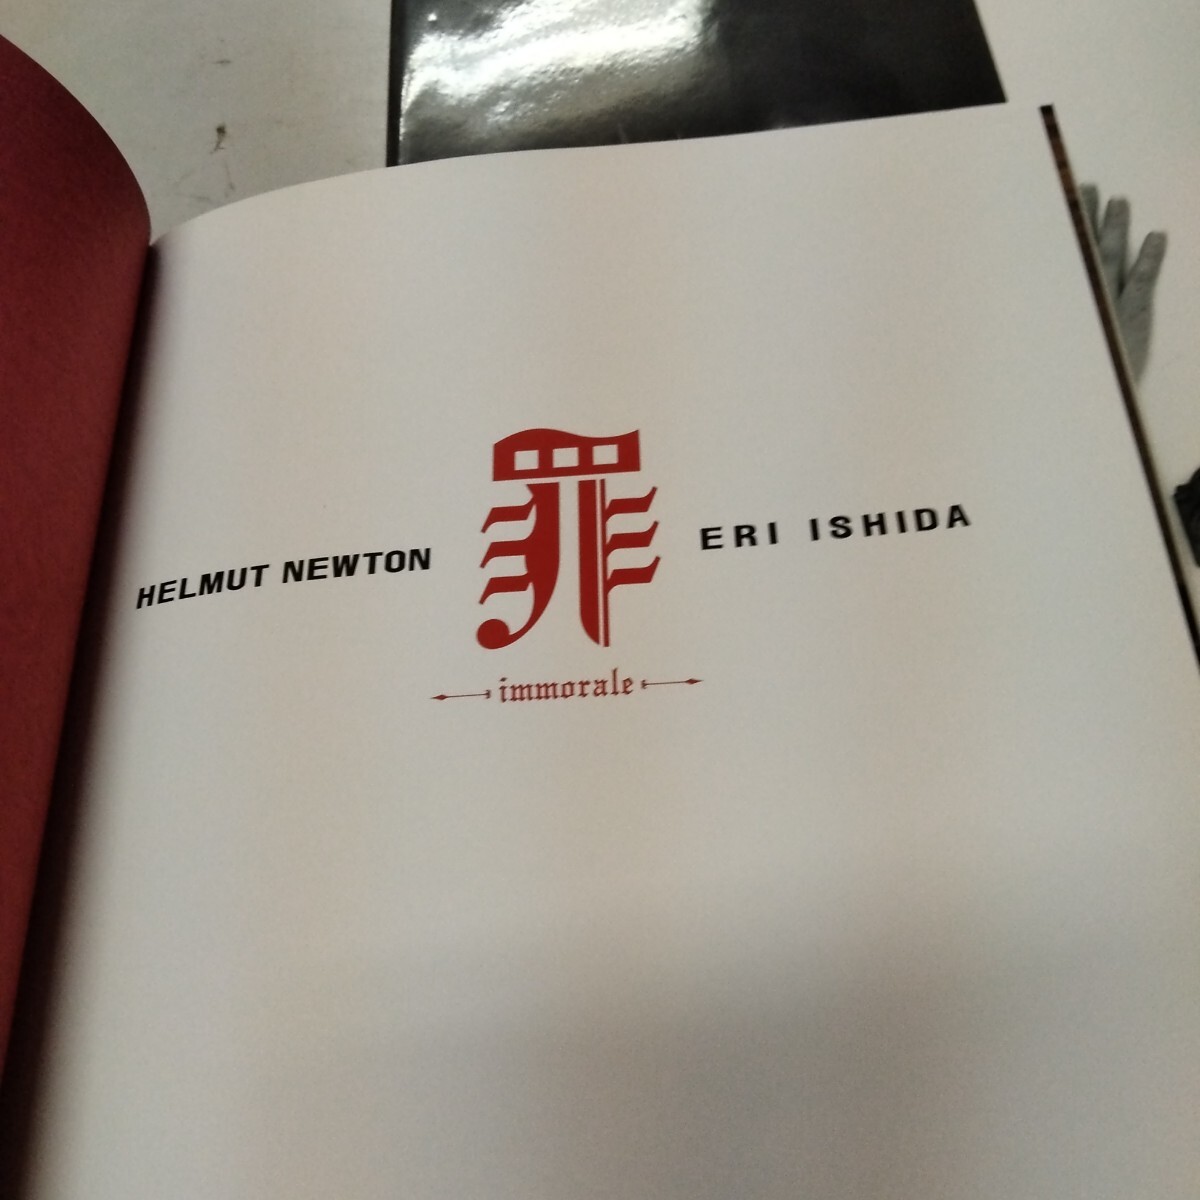 HELMUT NEWTON 罪 ERI ISHIDA
immorale